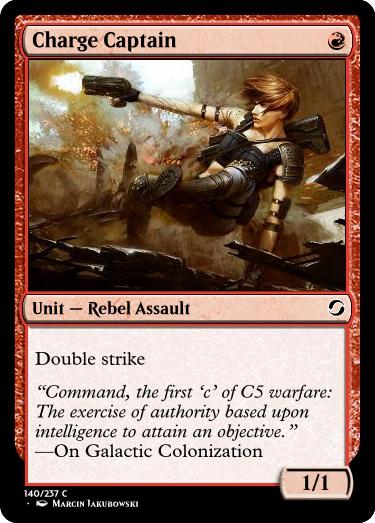 Charge Captain
Unit — Rebel Assault
Double strike
“Command, the first ‘c’ of C5 warfare:
The exercise of authority based upon
intelligence to attain an objective.”
—On Galactic Colonization
1/1
140/237 C
· Marcin Jakubowski